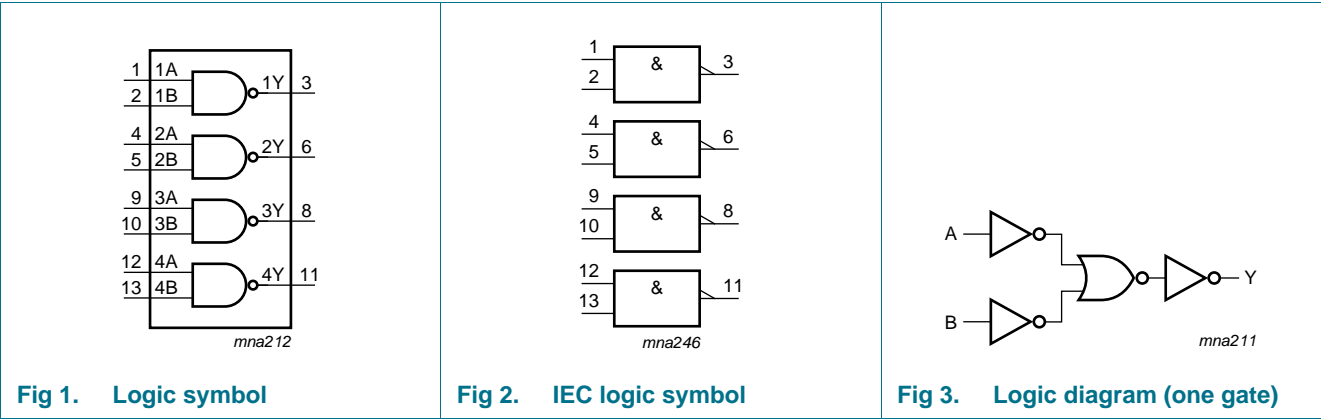 1 1A 1Y 3
2 1B
4 2A 2Y 6
5 2B
9 3A 3Y 8
10 3B
12 4A 4Y 11
13 4B
mna212
Fig 1. Logic symbol
1 & 3
2
4 & 6
5
9 & 8
10
12 & 11
13
mna246
Fig 2. IEC logic symbol
A
Y
B
mna211
Fig 3. Logic diagram (one gate)